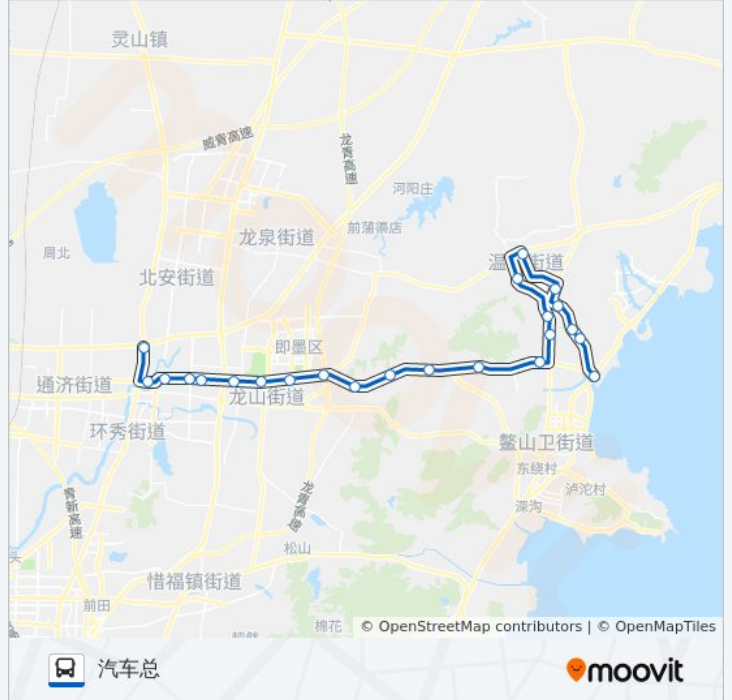 灵山镇
威青高速
龙青高速
河阳庄
前蒲渠店
龙泉街道
周北
温 街道
北安街道
即墨区
通济街道
龙山街道
环秀街道
鳌山卫街道
东绕村
泸沱村
深沟
青新高速
龙青高速
松山
头
惜福镇街道
前田
棉花
© OpenStreetMap contributors | © OpenMapTiles
汽车总
moovit